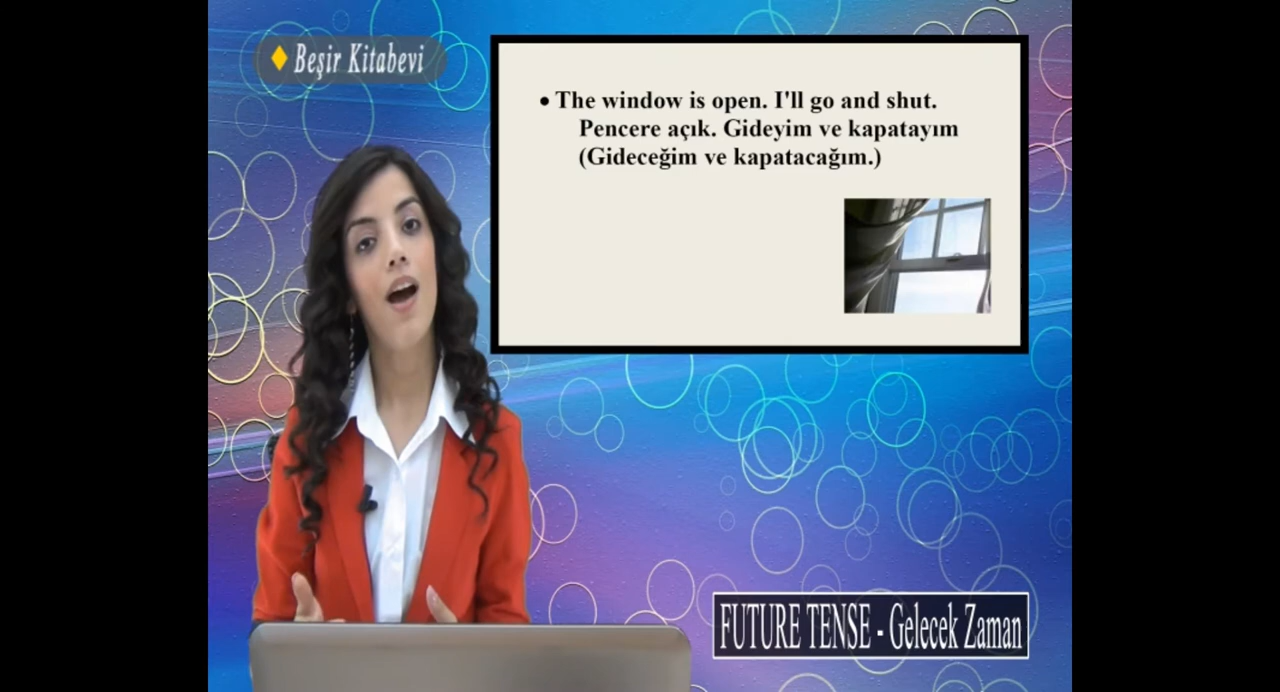 Beşir Kitabevi
• The window is open. I'll go and shut.
Pencere açık. Gideyim ve kapatayım
(Gideceğim ve kapatacağım.)
FUTURE TENSE - Gelecek Zaman